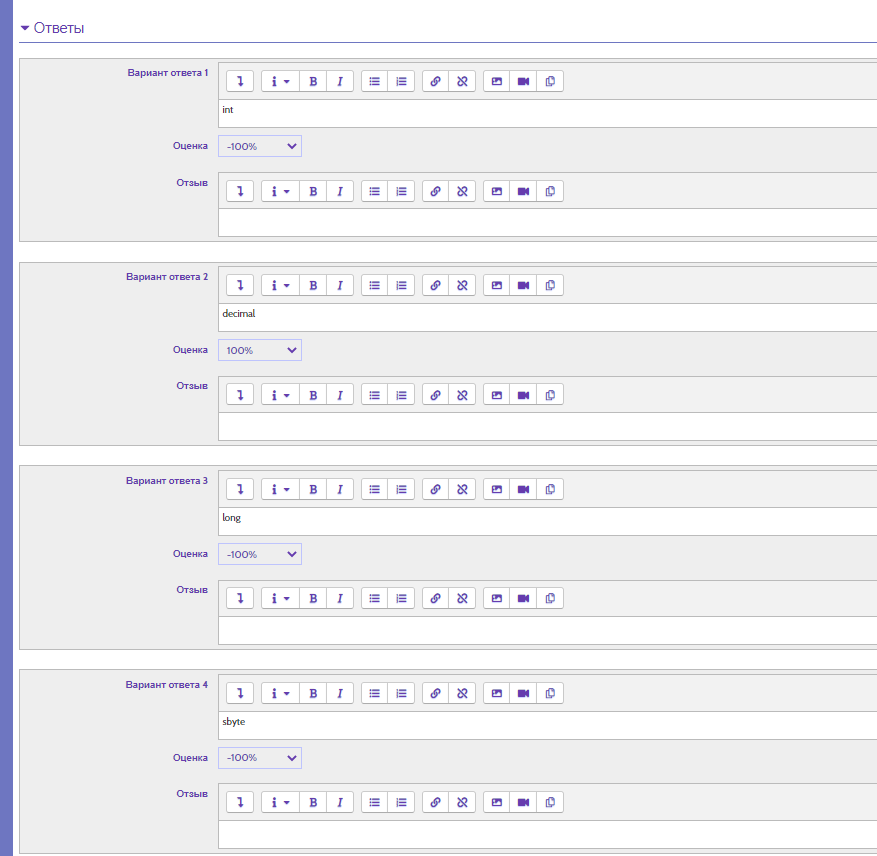 Ответы
Вариант ответа 1
int
Оценка
-100%
Отзыв
Вариант ответа 2
decimal
Оценка
100%
Отзыв
Вариант ответа 3
long
Оценка
-100%
Отзыв
Вариант ответа 4
sbyte
Оценка
-100%
Отзыв